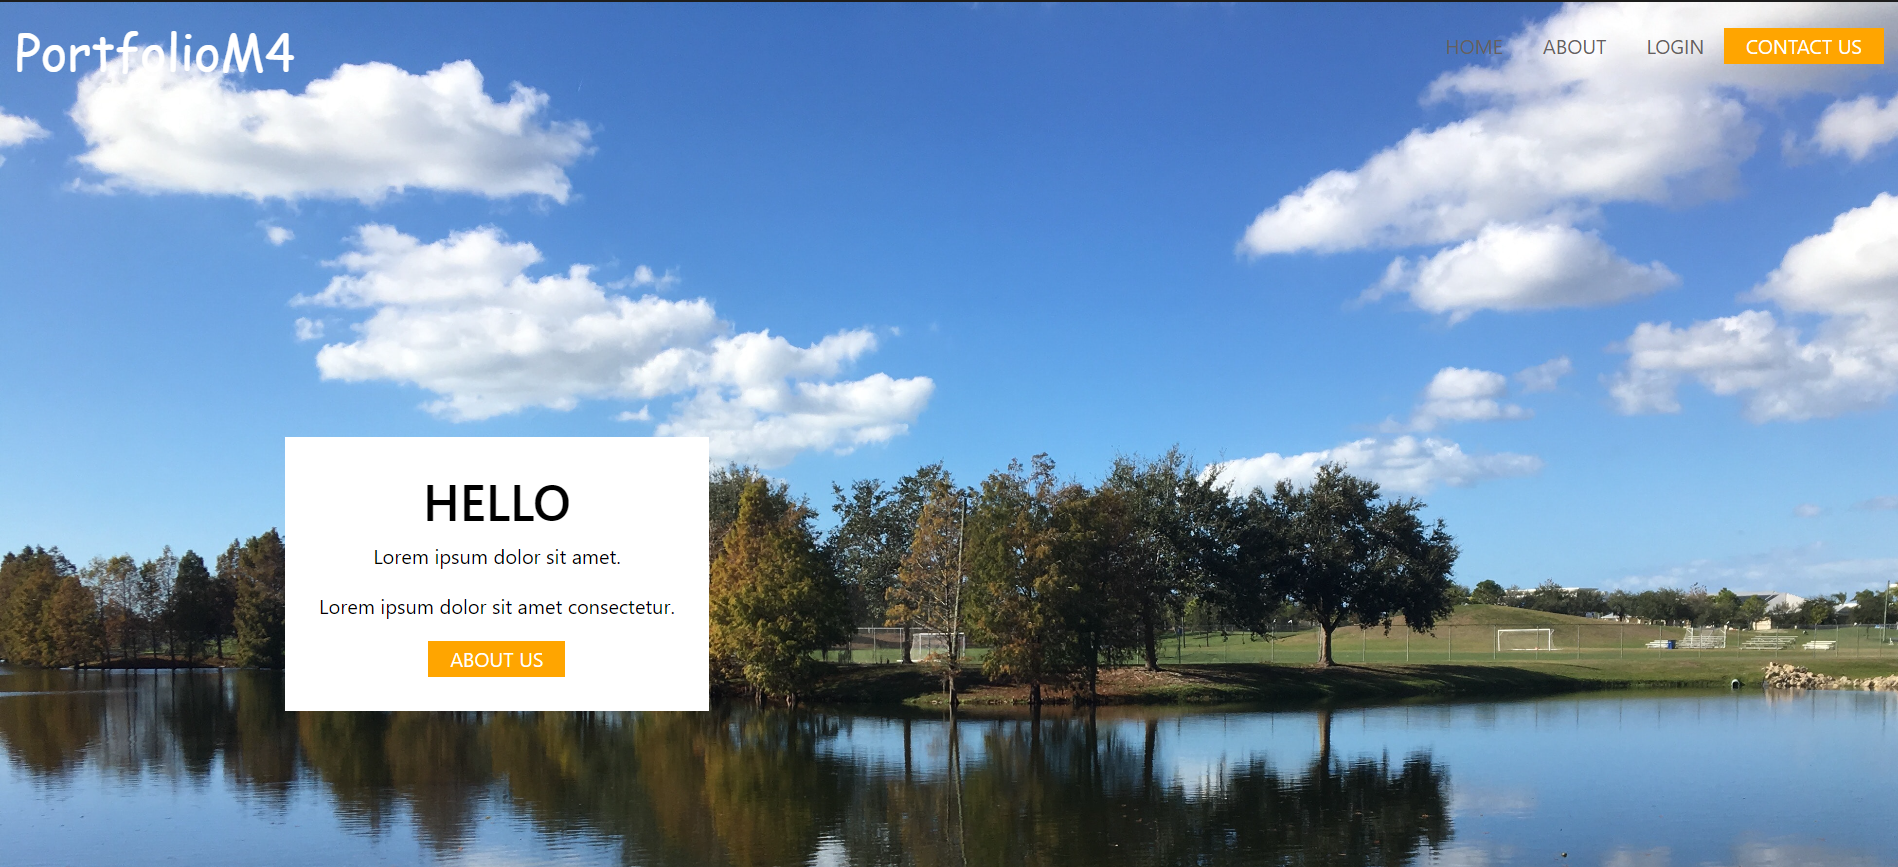 PortfolioM4
HOME ABOUT LOGIN CONTACT US
HELLO
Lorem ipsum dolor sit amet.
Lorem ipsum dolor sit amet consectetur.
ABOUT US